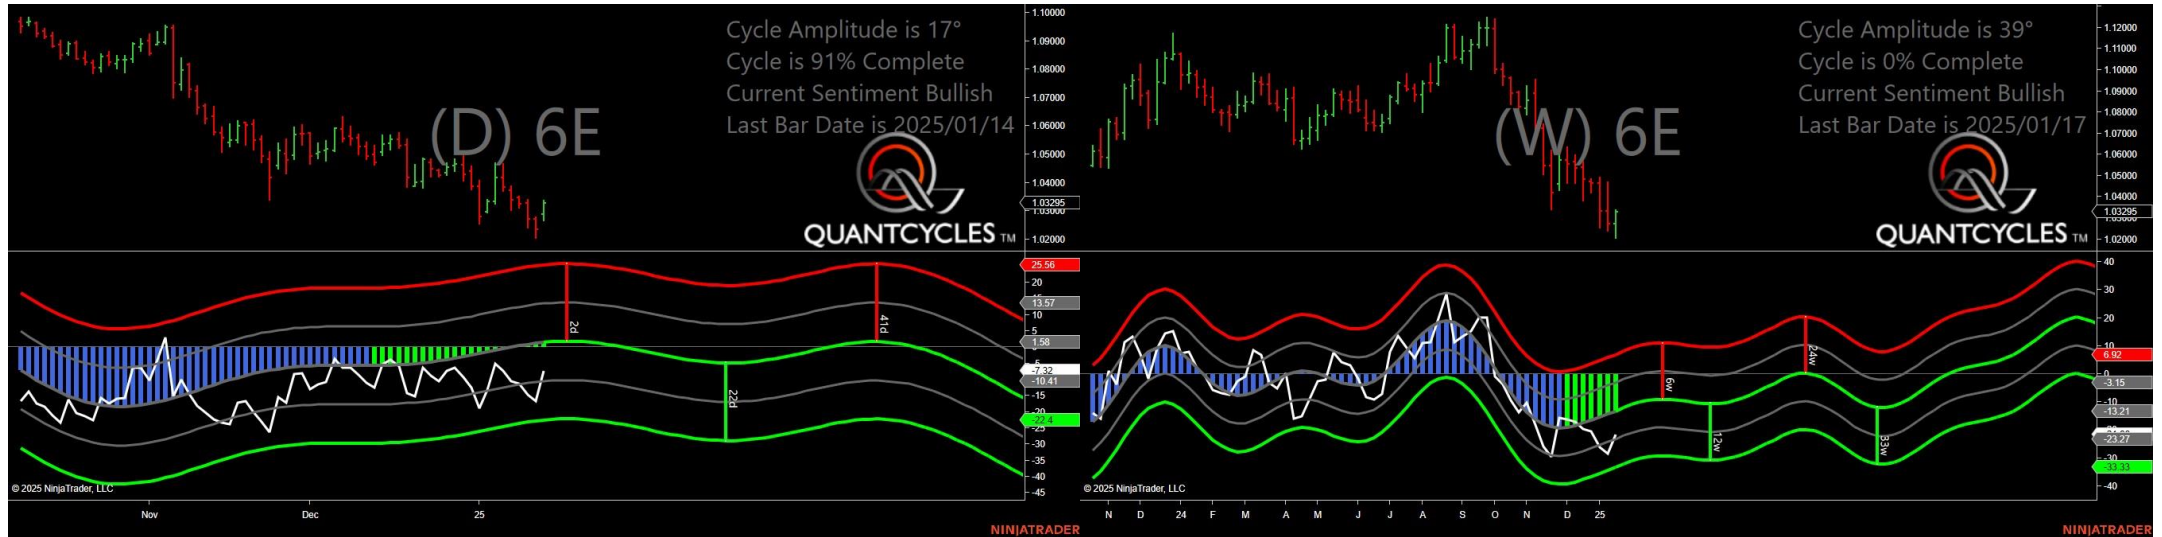 Cycle Amplitude is 17°
Cycle is 91% Complete
Current Sentiment Bullish
Last Bar Date is 2025/01/14
(D) 6E
QUANTCYCLES TM
1.10000
1.09000
1.08000
1.07000
1.06000
1.05000
1.04000
1.03295
1.03000
1.02000
25.56
20
13.57
10
5
1.58
-7.32
-10.41
-15
-20
-22.4
-25
-30
-35
-40
-45
2d
22d
41d
© 2025 NinjaTrader, LLC
Nov Dec 25
NINJATRADER
Cycle Amplitude is 39°
Cycle is 0% Complete
Current Sentiment Bullish
Last Bar Date is 2025/01/17
(W) 6E
QUANTCYCLES TM
1.12000
1.11000
1.10000
1.09000
1.08000
1.07000
1.06000
1.05000
1.04000
1.03295
1.02000
40
30
20
10
6.92
0
-3.15
-10
-13.21
-23.27
-30
-33.33
-40
6w
12w
24w
33w
© 2025 NinjaTrader, LLC
N D 24 F M A M J J A S O N D 25
NINJATRADER